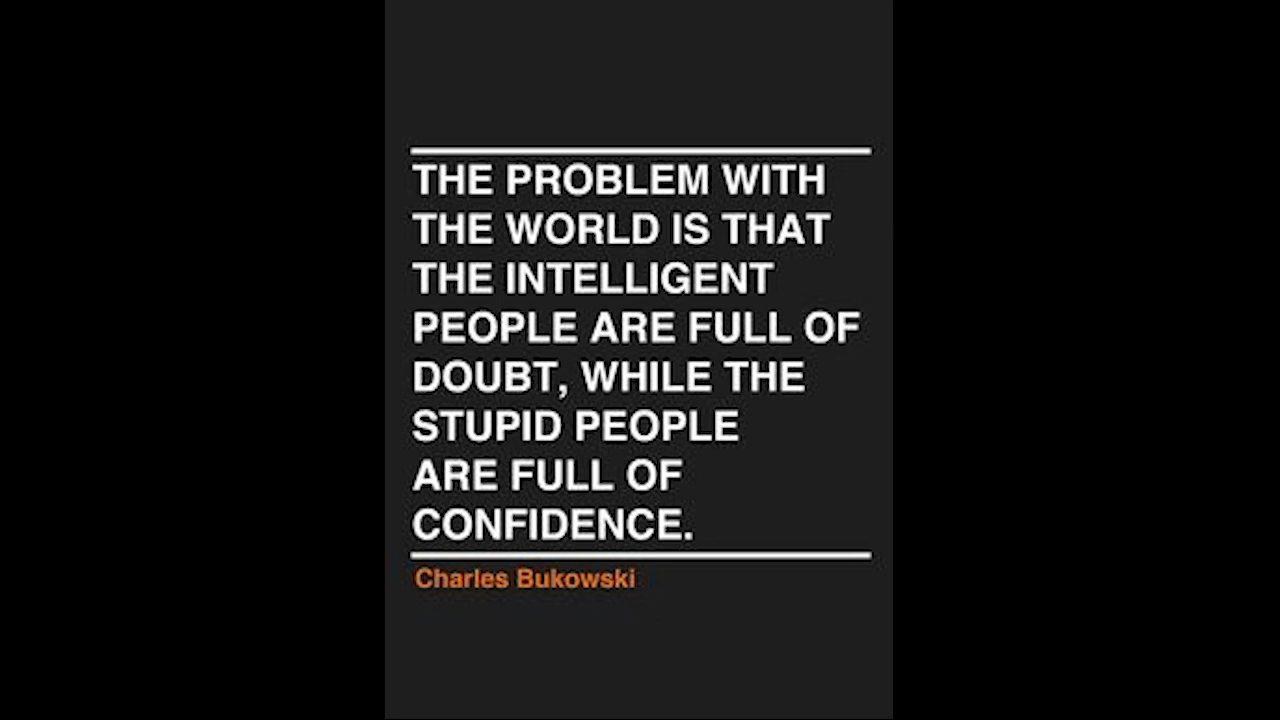 THE PROBLEM WITH
THE WORLD IS THAT
THE INTELLIGENT
PEOPLE ARE FULL OF
DOUBT, WHILE THE
STUPID PEOPLE
ARE FULL OF
CONFIDENCE.
Charles Bukowski